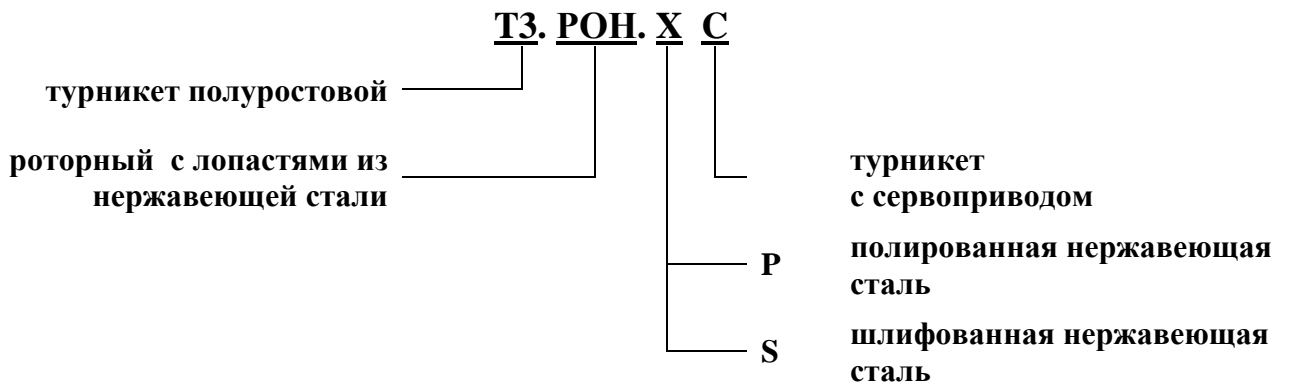 Т3. РОН. Х С
турникет полуростовой
роторный с лопастями из
нержавеющей стали
турникет
с сервоприводом
P полированная нержавеющая
сталь
S шлифованная нержавеющая
сталь